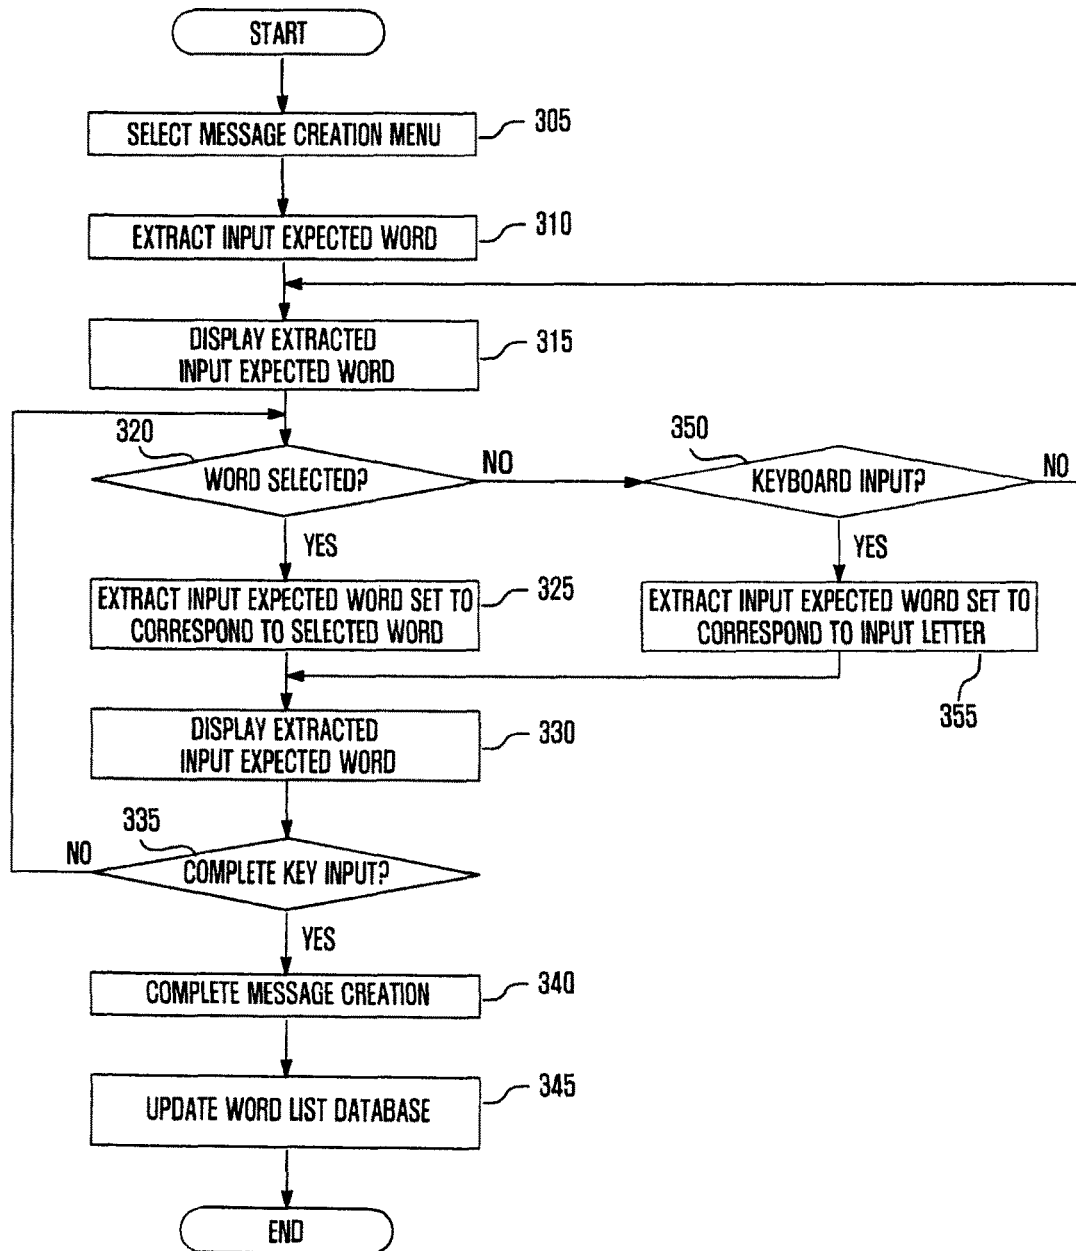 START
SELECT MESSAGE CREATION MENU
305
EXTRACT INPUT EXPECTED WORD
310
DISPLAY EXTRACTED
INPUT EXPECTED WORD
315
320
WORD SELECTED?
NO
350
KEYBOARD INPUT?
NO
YES
YES
EXTRACT INPUT EXPECTED WORD SET TO
CORRESPOND TO SELECTED WORD
325
EXTRACT INPUT EXPECTED WORD SET TO
CORRESPOND TO INPUT LETTER
355
DISPLAY EXTRACTED
INPUT EXPECTED WORD
330
335
NO
COMPLETE KEY INPUT?
YES
COMPLETE MESSAGE CREATION
340
UPDATE WORD LIST DATABASE
345
END